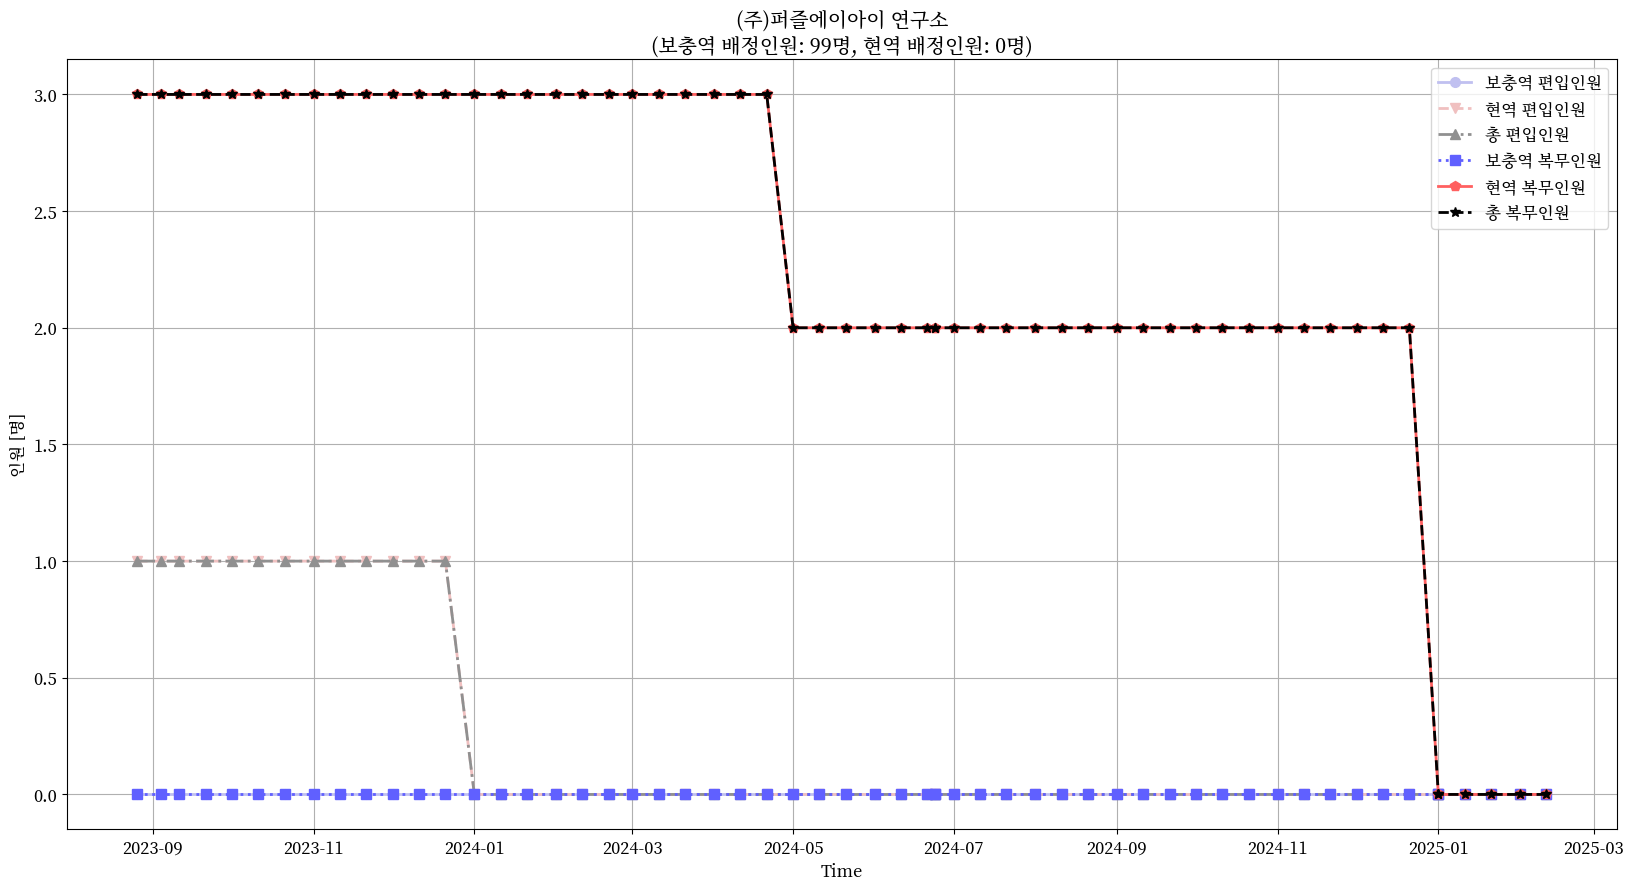 (주)퍼즐에이아이 연구소
(보충역 배정인원: 99명, 현역 배정인원: 0명)
보충역 편입인원
현역 편입인원
총 편입인원
보충역 복무인원
현역 복무인원
총 복무인원
인원 [명]
3.0
2.5
2.0
1.5
1.0
0.5
0.0
2023-09
2023-11
2024-01
2024-03
2024-05
2024-07
2024-09
2024-11
2025-01
2025-03
Time